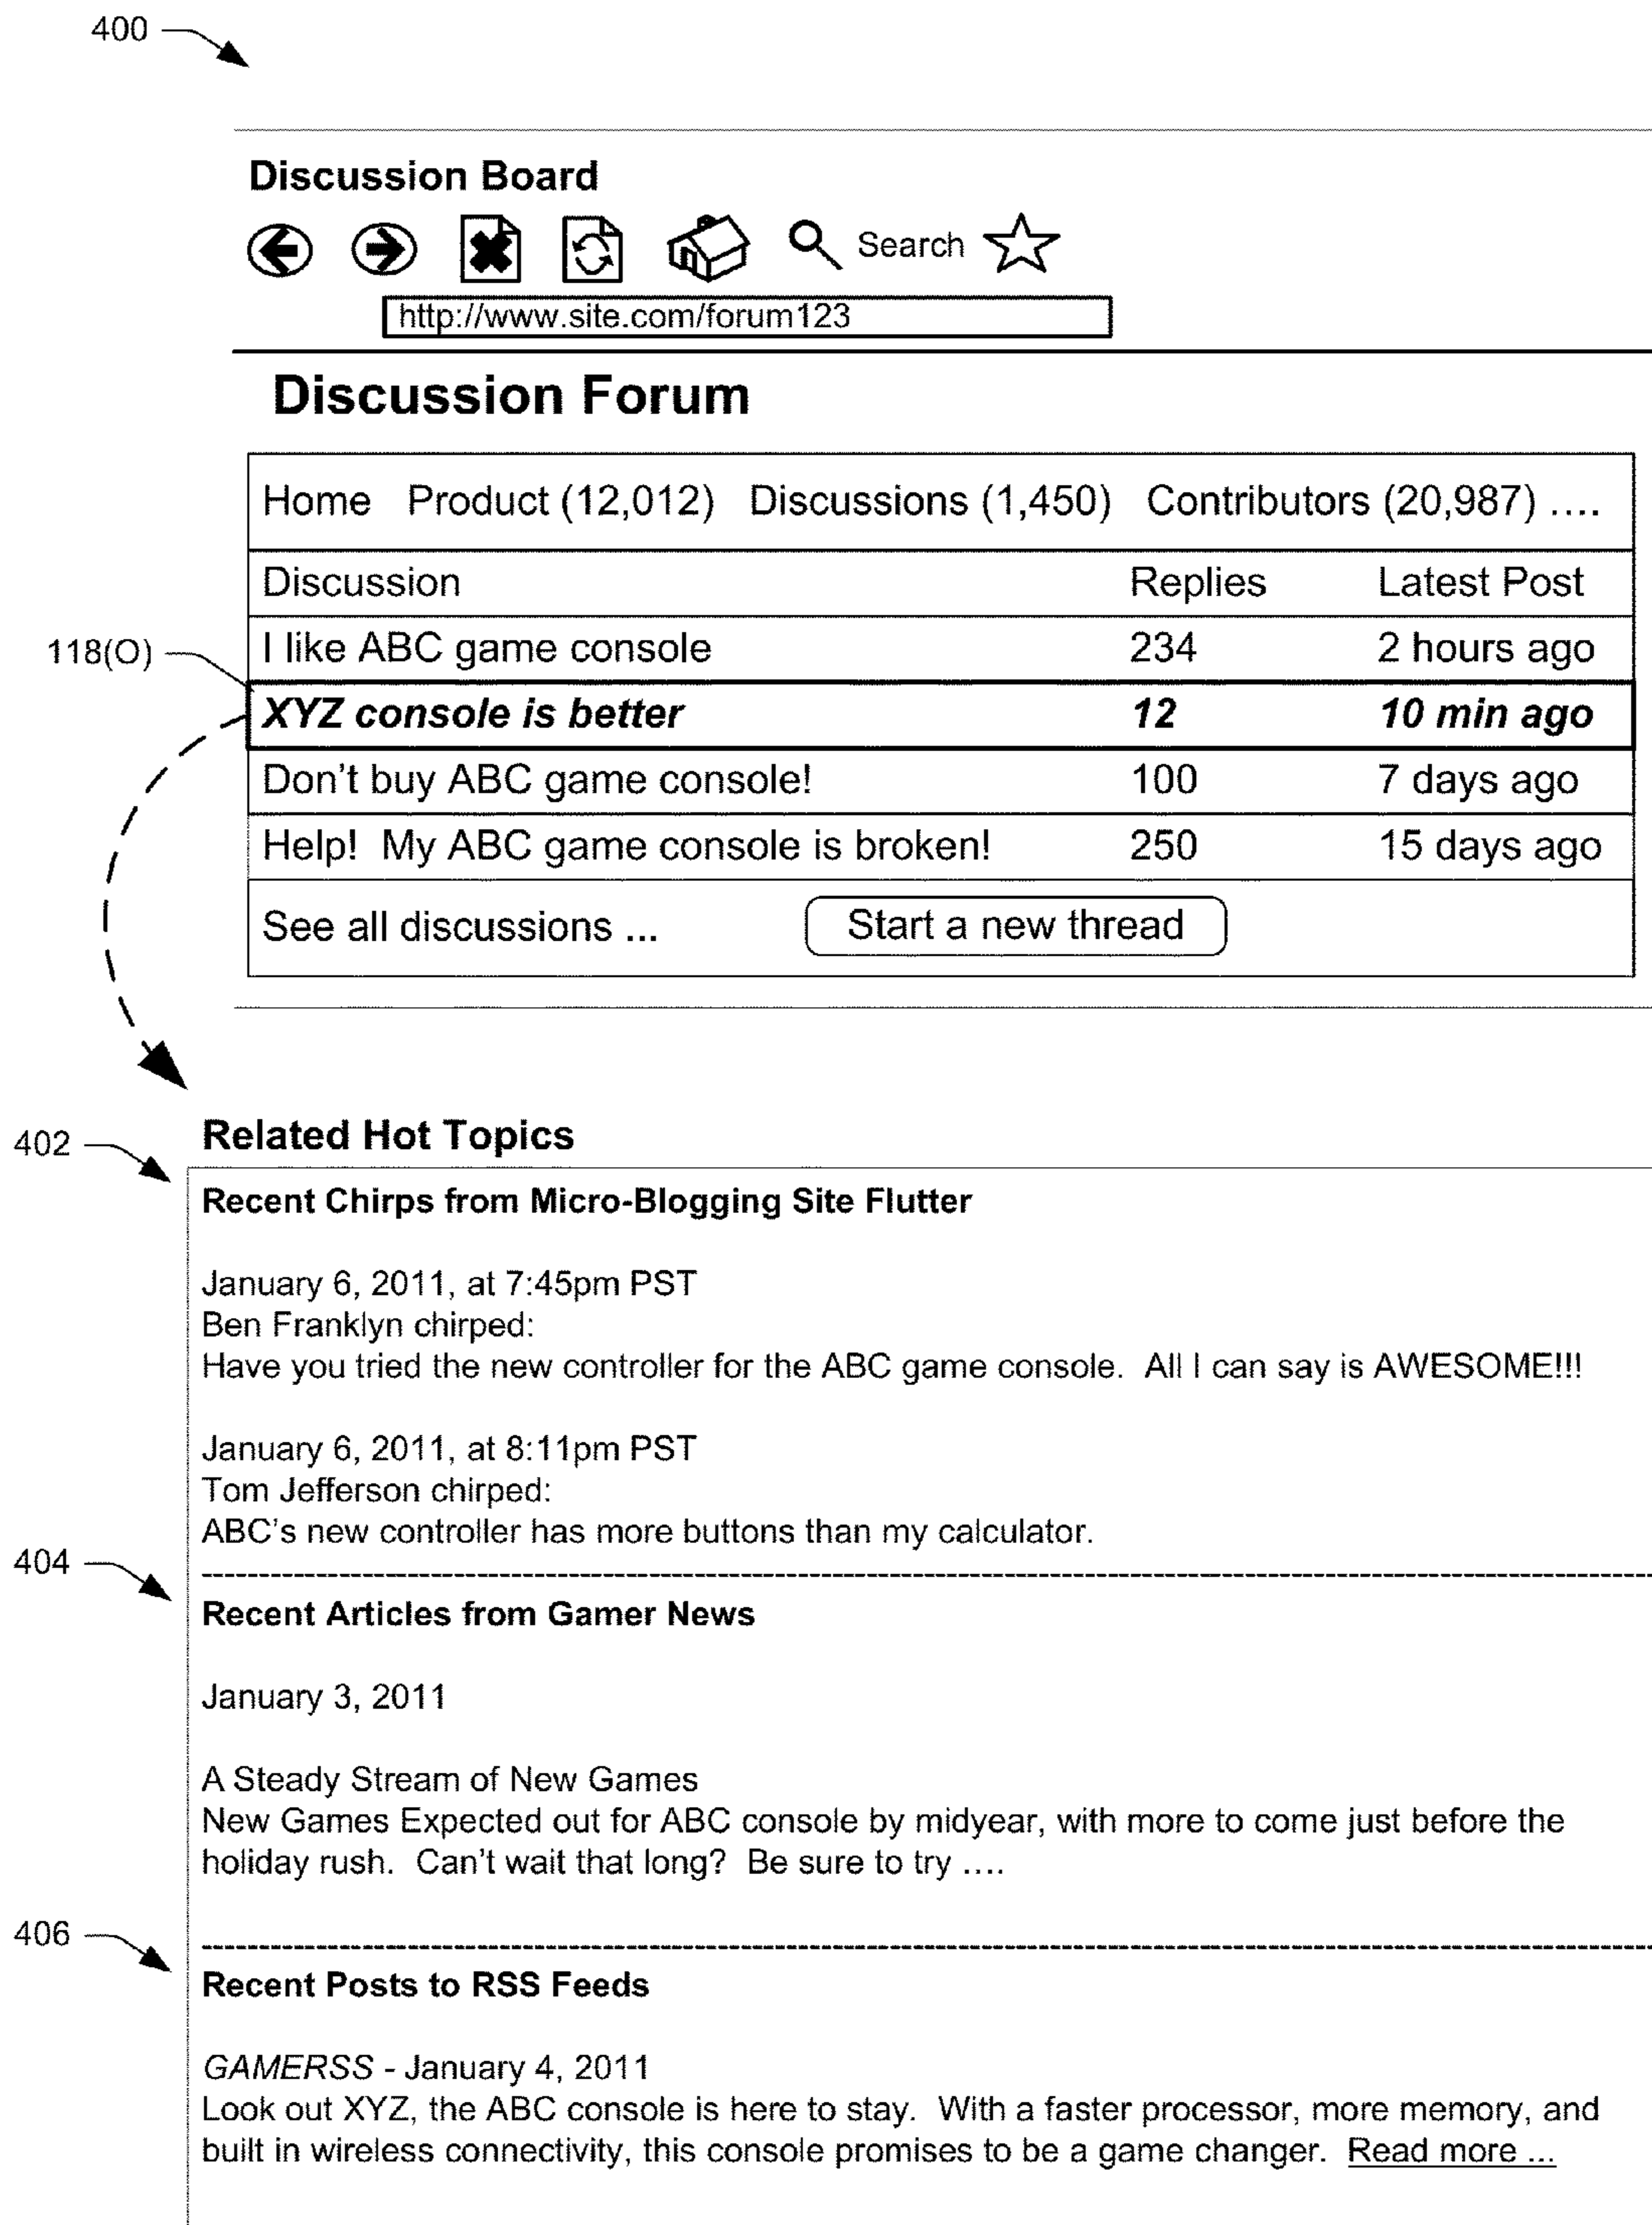 400
Discussion Board
Search
http://www.site.com/forum123
Discussion Forum
Home Product (12,012) Discussions (1,450) Contributors (20,987) ....
Discussion Replies Latest Post
118(O)
I like ABC game console 234 2 hours ago
XYZ console is better 12 10 min ago
Don't buy ABC game console! 100 7 days ago
Help! My ABC game console is broken! 250 15 days ago
See all discussions ... Start a new thread
Related Hot Topics
402
Recent Chirps from Micro-Blogging Site Flutter
January 6, 2011, at 7:45pm PST
Ben Franklyn chirped:
Have you tried the new controller for the ABC game console. All I can say is AWESOME!!!
January 6, 2011, at 8:11pm PST
Tom Jefferson chirped:
ABC's new controller has more buttons than my calculator.
404
Recent Articles from Gamer News
January 3, 2011
A Steady Stream of New Games
New Games Expected out for ABC console by midyear, with more to come just before the
holiday rush. Can't wait that long? Be sure to try ....
406
Recent Posts to RSS Feeds
GAMERSS - January 4, 2011
Look out XYZ, the ABC console is here to stay. With a faster processor, more memory, and
built in wireless connectivity, this console promises to be a game changer. Read more ...